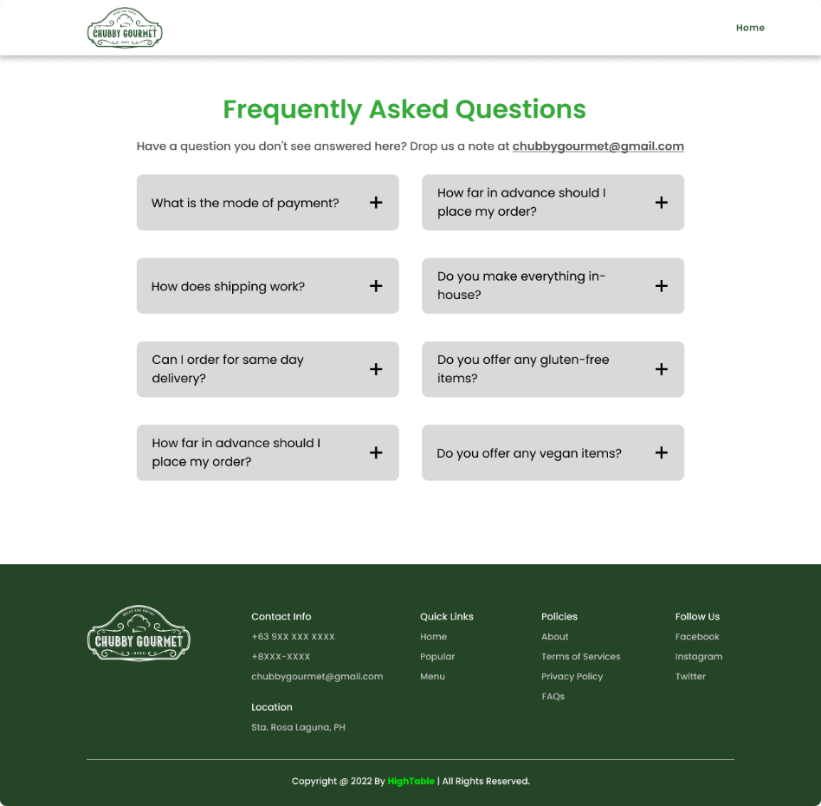 CHUBBY GOURMET
Home
Frequently Asked Questions
Have a question you don't see answered here? Drop us a note at chubbygourmet@gmail.com
What is the mode of payment?
+
How far in advance should I
place my order?
+
How does shipping work?
+
Do you make everything in-
house?
+
Can I order for same day
delivery?
+
Do you offer any gluten-free
items?
+
How far in advance should I
place my order?
+
Do you offer any vegan items?
+
CHUBBY GOURMET
Contact Info
+63 9XX XXX XXXX
+8XXX-XXXX
chubbygourmet@gmail.com
Location
Sta. Rosa Laguna, PH
Quick Links
Home
Popular
Menu
Policies
About
Terms of Services
Privacy Policy
FAQs
Follow Us
Facebook
Instagram
Twitter
Copyright @ 2022 By HighTable | All Rights Reserved.